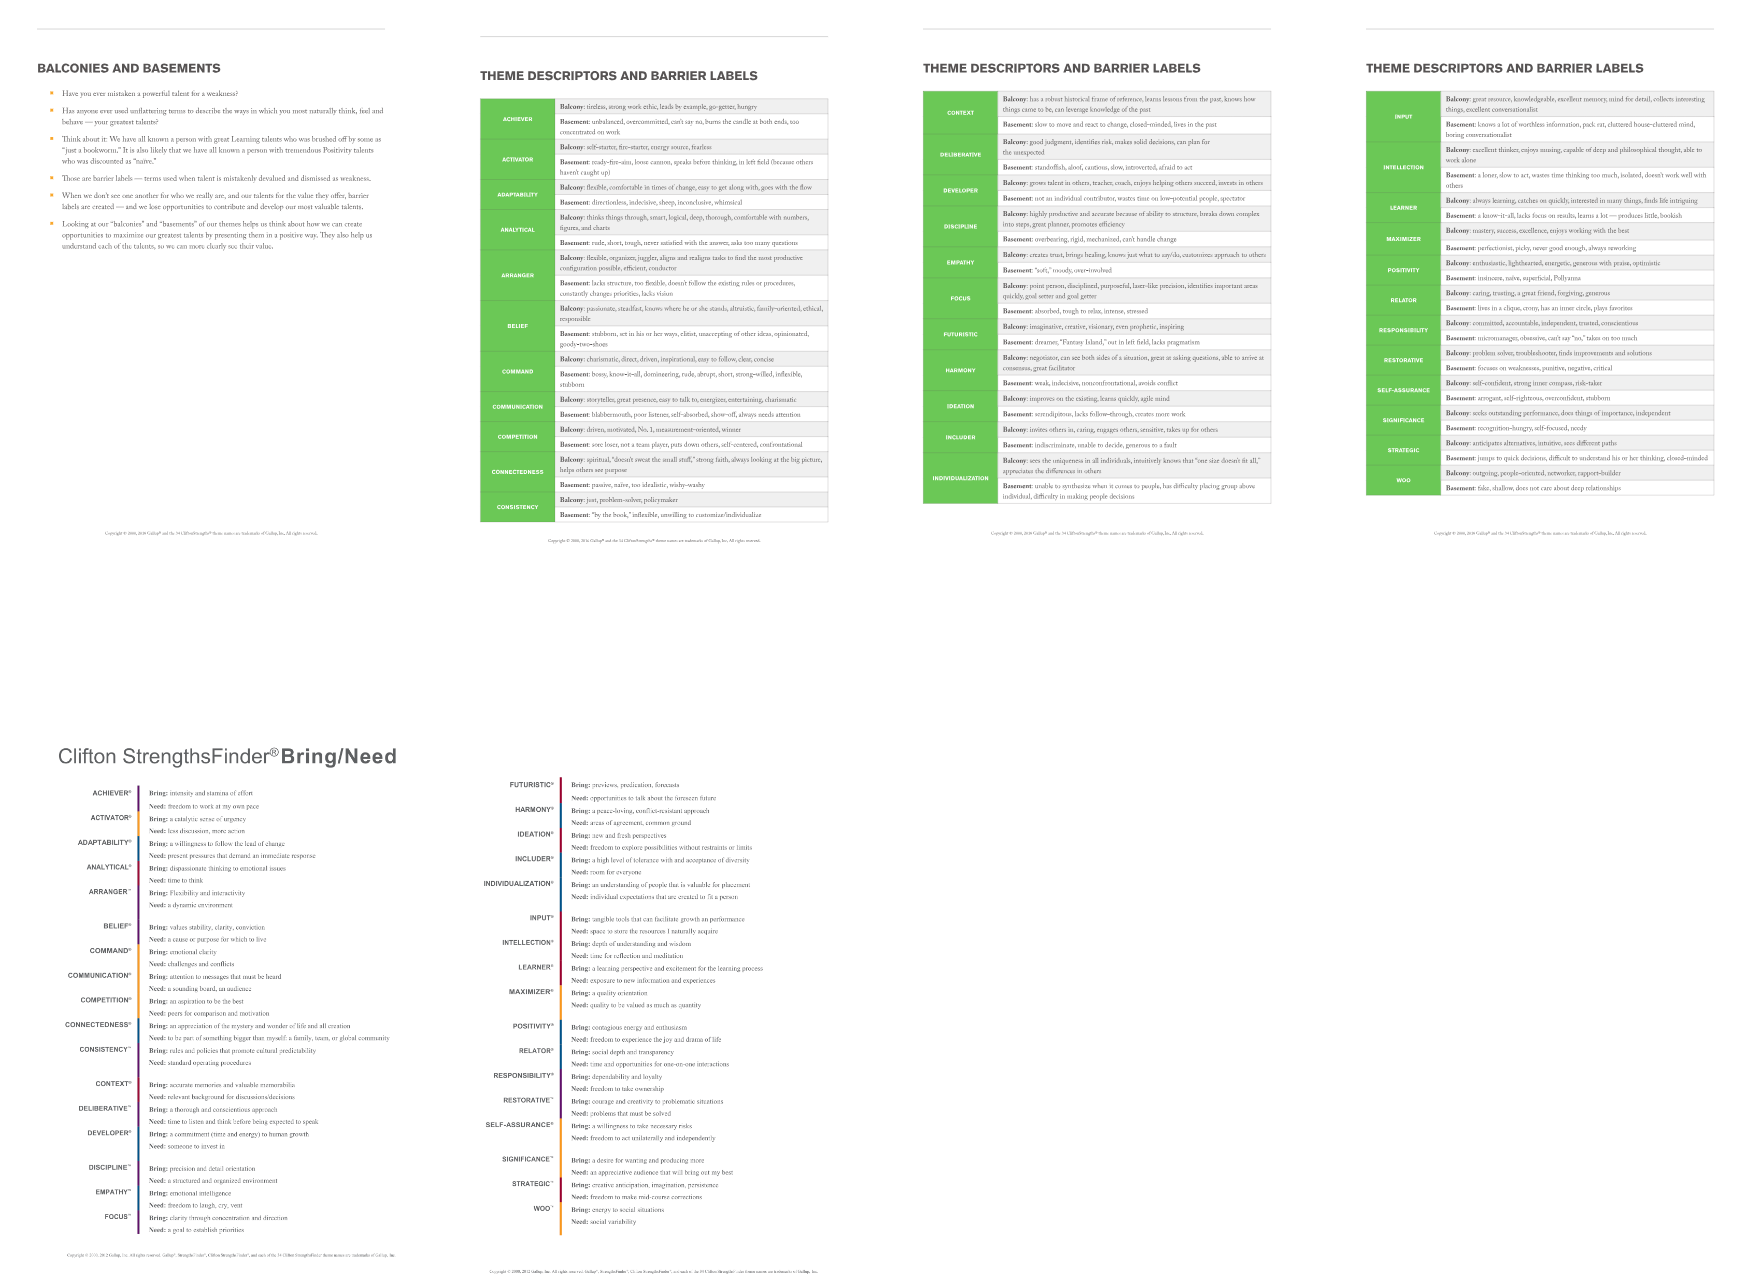 BALCONIES AND BASEMENTS
Have you ever mistaken a powerful talent for a weakness?
Has anyone ever used unflattering terms to describe the ways in which you most naturally think, feel and
behave — your greatest talents?
Think about it: We have all known a person with great Learning talents who was brushed off by some as
“just a bookworm.” It is also likely that we have all known a person with tremendous Positivity talents
who was discounted as “naive.”
Those are barrier labels — terms used when talent is mistakenly devalued and dismissed as weakness.
When we don’t see one another for who we really are, and our talents for the value they offer, barrier
labels are created — and we lose opportunities to contribute and develop our most valuable talents.
Looking at our “balconies” and “basements” of our themes helps us think about how we can create
opportunities to maximize our greatest talents by presenting them in a positive way. They also help us
understand each of the talents, so we can more clearly see their value.
Copyright © 2000, 2010 Gallup® and the 34 CliftonStrengths® theme names are trademarks of Gallup, Inc. All rights reserved.
THEME DESCRIPTORS AND BARRIER LABELS
ACHIEVER
Balcony: tireless, strong work ethic, leads by example, go-getter, hungry
Basement: unbalanced, overcommitted, can’t say no, burns the candle at both ends, too
concentrated on work
ACTIVATOR
Balcony: self-starter, fire-starter, energy source, fearless
Basement: ready-fire-aim, loose cannon, speaks before thinking, in left field (because others
haven’t caught up)
ADAPTABILITY
Balcony: flexible, comfortable in times of change, easy to get along with, goes with the flow
Basement: directionless, indecisive, sheep, inconclusive, whimsical
ANALYTICAL
Balcony: thinks things through, smart, logical, deep, thorough, comfortable with numbers,
figures, and charts
Basement: rude, short, tough, never satisfied with the answer, asks too many questions
ARRANGER
Balcony: flexible, organizer, juggler, aligns and realigns tasks to find the most productive
configuration possible, efficient, conductor
Basement: lacks structure, too flexible, doesn’t follow the existing rules or procedures,
constantly changes priorities, lacks vision
BELIEF
Balcony: passionate, steadfast, knows where he or she stands, altruistic, family-oriented, ethical,
responsible
Basement: stubborn, set in his or her ways, elitist, unaccepting of other ideas, opinionated,
goody-two-shoes
COMMAND
Balcony: charismatic, direct, driven, inspirational, easy to follow, clear, concise
Basement: bossy, know-it-all, domineering, rude, abrupt, short, strong-willed, inflexible,
stubborn
COMMUNICATION
Balcony: storyteller, great presence, easy to talk to, energizer, entertaining, charismatic
Basement: blabbermouth, poor listener, self-absorbed, show-off, always needs attention
COMPETITION
Balcony: driven, motivated, No. 1, measurement-oriented, winner
Basement: sore loser, not a team player, puts down others, self-centered, confrontational
CONNECTEDNESS
Balcony: spiritual, “doesn’t sweat the small stuff,” strong faith, always looking at the big picture,
helps others see purpose
Basement: passive, naive, too idealistic, wishy-washy
CONSISTENCY
Balcony: just, problem-solver, policymaker
Basement: “by the book,” inflexible, unwilling to customize/individualize
Copyright © 2000, 2010 Gallup® and the 34 CliftonStrengths® theme names are trademarks of Gallup, Inc. All rights reserved.
THEME DESCRIPTORS AND BARRIER LABELS
CONTEXT
Balcony: has a robust historical frame of reference, learns lessons from the past, knows how
things came to be, can leverage knowledge of the past
Basement: slow to move and react to change, closed-minded, lives in the past
DELIBERATIVE
Balcony: good judgment, identifies risk, makes solid decisions, can plan for
the unexpected
Basement: standoffish, aloof, cautious, slow, introverted, afraid to act
DEVELOPER
Balcony: grows talent in others, teacher, coach, enjoys helping others succeed, invests in others
Basement: not an individual contributor, wastes time on low-potential people, spectator
DISCIPLINE
Balcony: highly productive and accurate because of ability to structure, breaks down complex
into steps, great planner, promotes efficiency
Basement: overbearing, rigid, mechanized, can’t handle change
EMPATHY
Balcony: creates trust, brings healing, knows just what to say/do, customizes approach to others
Basement: “soft,” moody, over-involved
FOCUS
Balcony: point person, disciplined, purposeful, laser-like precision, identifies important areas
quickly, goal setter and goal getter
Basement: absorbed, tough to relax, intense, stressed
FUTURISTIC
Balcony: imaginative, creative, visionary, even prophetic, inspiring
Basement: dreamer, “Fantasy Island,” out in left field, lacks pragmatism
HARMONY
Balcony: negotiator, can see both sides of a situation, great at asking questions, able to arrive at
consensus, great facilitator
Basement: weak, indecisive, nonconfrontational, avoids conflict
IDEATION
Balcony: improves on the existing, learns quickly, agile mind
Basement: serendipitous, lacks follow-through, creates more work
INCLUDER
Balcony: invites others in, caring, engages others, sensitive, takes up for others
Basement: indiscriminate, unable to decide, generous to a fault
INDIVIDUALIZATION
Balcony: sees the uniqueness in all individuals, intuitively knows that “one size doesn’t fit all,”
appreciates the differences in others
Basement: unable to synthesize when it comes to people, has difficulty placing group above
individual, difficulty in making people decisions
Copyright © 2000, 2010 Gallup® and the 34 CliftonStrengths® theme names are trademarks of Gallup, Inc. All rights reserved.
THEME DESCRIPTORS AND BARRIER LABELS
INPUT
Balcony: great resource, knowledgeable, excellent memory, mind for detail, collects interesting
things, excellent conversationalist
Basement: knows a lot of worthless information, pack rat, cluttered house-cluttered mind,
boring conversationalist
INTELLECTION
Balcony: excellent thinker, enjoys musing, capable of deep and philosophical thought, able to
work alone
Basement: a loner, slow to act, wastes time thinking too much, isolated, doesn’t work well with
others
LEARNER
Balcony: always learning, catches on quickly, interested in many things, finds life intriguing
Basement: a know-it-all, lacks focus on results, learns a lot — produces little, bookish
MAXIMIZER
Balcony: mastery, success, excellence, enjoys working with the best
Basement: perfectionist, picky, never good enough, always reworking
POSITIVITY
Balcony: enthusiastic, lighthearted, energetic, generous with praise, optimistic
Basement: insincere, naive, superficial, Pollyanna
RELATOR
Balcony: caring, trusting, a great friend, forgiving, generous
Basement: lives in a clique, crony, has an inner circle, plays favorites
RESPONSIBILITY
Balcony: committed, accountable, independent, trusted, conscientious
Basement: micromanager, obsessive, can’t say “no,” takes on too much
RESTORATIVE
Balcony: problem solver, troubleshooter, finds improvements and solutions
Basement: focuses on weaknesses, punitive, negative, critical
SELF-ASSURANCE
Balcony: self-confident, strong inner compass, risk-taker
Basement: arrogant, self-righteous, overconfident, stubborn
SIGNIFICANCE
Balcony: seeks outstanding performance, does things of importance, independent
Basement: recognition-hungry, self-focused, needy
STRATEGIC
Balcony: anticipates alternatives, intuitive, sees different paths
Basement: jumps to quick decisions, difficult to understand his or her thinking, closed-minded
WOO
Balcony: outgoing, people-oriented, networker, rapport-builder
Basement: fake, shallow, does not care about deep relationships
Copyright © 2000, 2010 Gallup® and the 34 CliftonStrengths® theme names are trademarks of Gallup, Inc. All rights reserved.
Clifton StrengthsFinder® Bring/Need
ACHIEVER®
Bring: intensity and stamina of effort
Need: freedom to work at my own pace
ACTIVATOR®
Bring: a catalytic sense of urgency
Need: less discussion, more action
ADAPTABILITY®
Bring: a willingness to follow the lead of change
Need: present pressures that demand an immediate response
ANALYTICAL®
Bring: dispassionate thinking to emotional issues
Need: time to think
ARRANGER™
Bring: Flexibility and interactivity
Need: a dynamic environment
BELIEF®
Bring: values stability, clarity, conviction
Need: a cause or purpose for which to live
COMMAND®
Bring: emotional clarity
Need: challenges and conflicts
COMMUNICATION®
Bring: attention to messages that must be heard
Need: a sounding board, an audience
COMPETITION®
Bring: an aspiration to be the best
Need: peers for comparison and motivation
CONNECTEDNESS®
Bring: an appreciation of the mystery and wonder of life and all creation
Need: to be part of something bigger than myself: a family, team, or global community
CONSISTENCY™
Bring: rules and policies that promote cultural predictability
Need: standard operating procedures
CONTEXT®
Bring: accurate memories and valuable memorabilia
Need: relevant background for discussions/decisions
DELIBERATIVE™
Bring: a thorough and conscientious approach
Need: time to listen and think before being expected to speak
DEVELOPER®
Bring: a commitment (time and energy) to human growth
Need: someone to invest in
DISCIPLINE™
Bring: precision and detail orientation
Need: a structured and organized environment
EMPATHY®
Bring: emotional intelligence
Need: freedom to laugh, cry, vent
FOCUS™
Bring: clarity through concentration and direction
Need: a goal to establish priorities
Copyright © 2000, 2012 Gallup, Inc. All rights reserved. Gallup®, StrengthsFinder®, Clifton StrengthsFinder®, and each of the 34 Clifton StrengthsFinder theme names are trademarks of Gallup, Inc.
FUTURISTIC®
Bring: previews, predication, forecasts
Need: opportunities to talk about the foreseen future
HARMONY®
Bring: a peace-loving, conflict-resistant approach
Need: areas of agreement, common ground
IDEATION®
Bring: new and fresh perspectives
Need: freedom to explore possibilities without restraints or limits
INCLUDER®
Bring: a high level of tolerance with and acceptance of diversity
Need: room for everyone
INDIVIDUALIZATION®
Bring: an understanding of people that is valuable for placement
Need: individual expectations that are created to fit a person
INPUT®
Bring: tangible tools that can facilitate growth an performance
Need: space to store the resources I naturally acquire
INTELLECTION®
Bring: depth of understanding and wisdom
Need: time for reflection and meditation
LEARNER®
Bring: a learning perspective and excitement for the learning process
Need: exposure to new information and experiences
MAXIMIZER®
Bring: a quality orientation
Need: quality to be valued as much as quantity
POSITIVITY®
Bring: contagious energy and enthusiasm
Need: freedom to experience the joy and drama of life
RELATOR®
Bring: social depth and transparency
Need: time and opportunities for one-on-one interactions
RESPONSIBILITY®
Bring: dependability and loyalty
Need: freedom to take ownership
RESTORATIVE™
Bring: courage and creativity to problematic situations
Need: problems that must be solved
SELF-ASSURANCE®
Bring: a willingness to take necessary risks
Need: freedom to act unilaterally and independently
SIGNIFICANCE™
Bring: a desire for wanting and producing more
Need: an appreciative audience that will bring out my best
STRATEGIC™
Bring: creative anticipation, imagination, persistence
Need: freedom to make mid-course corrections
WOO™
Bring: energy to social situations
Need: social variability
Copyright © 2000, 2012 Gallup, Inc. All rights reserved. Gallup®, StrengthsFinder®, Clifton StrengthsFinder®, and each of the 34 Clifton StrengthsFinder theme names are trademarks of Gallup, Inc.